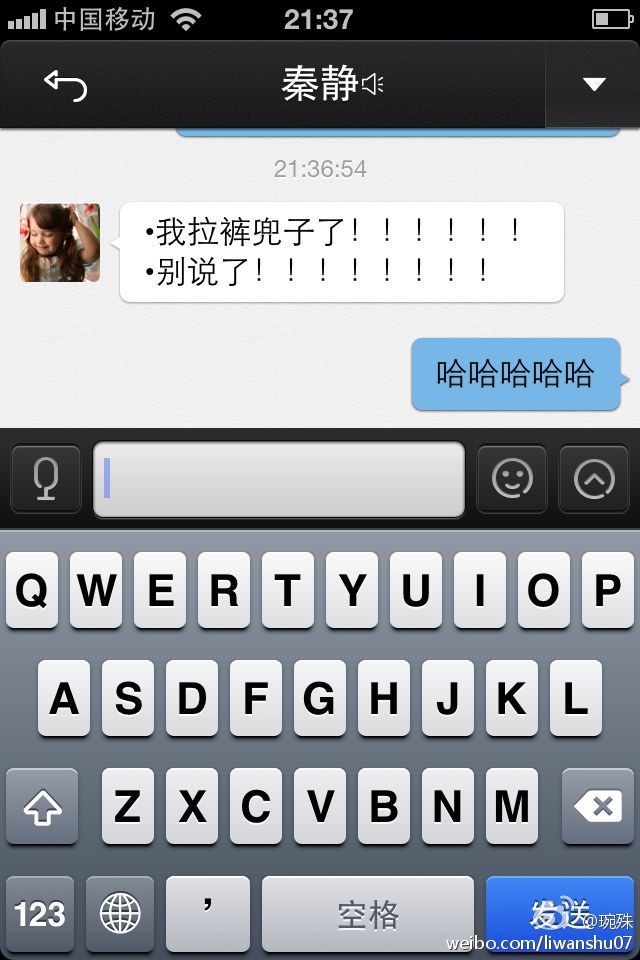 中国移动 21:37
秦静
21:36:54
•我拉裤兜子了！！！！！！
•别说了！！！！！！！！
哈哈哈哈哈
Q W E R T Y U I O P
A S D F G H J K L
Z X C V B N M
123 ， 空格 发送
@琬殊
weibo.com/liwanshu07